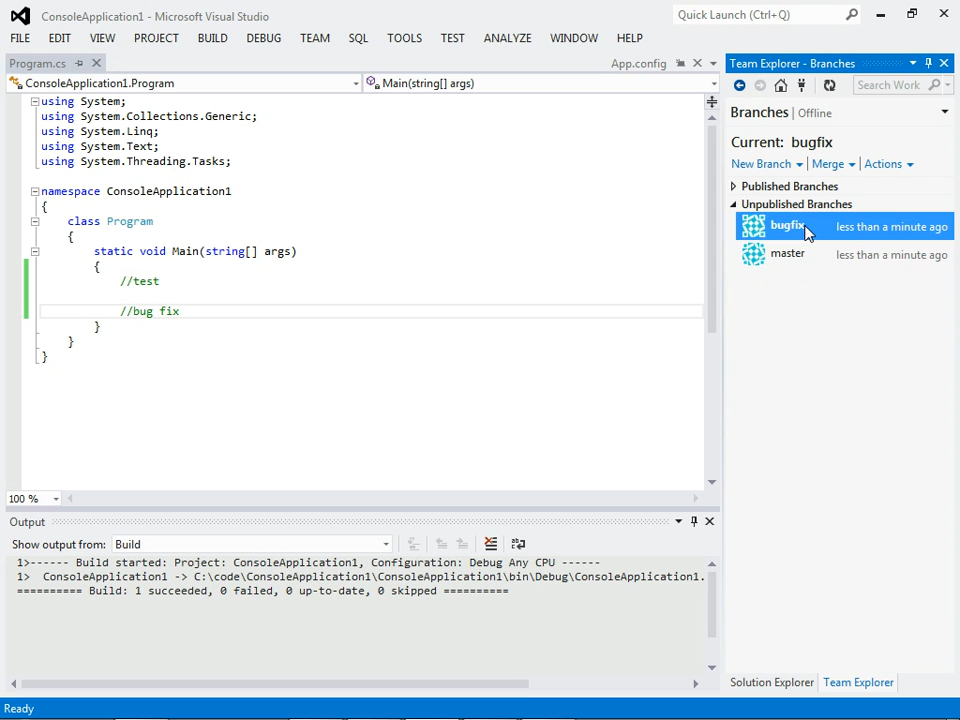 ConsoleApplication1 - Microsoft Visual Studio
Quick Launch (Ctrl+Q)
FILE EDIT VIEW PROJECT BUILD DEBUG TEAM SQL TOOLS TEST ANALYZE WINDOW HELP
Program.cs
App.config
ConsoleApplication1.Program
Main(string[] args)
using System;
using System.Collections.Generic;
using System.Linq;
using System.Text;
using System.Threading.Tasks;
namespace ConsoleApplication1
{
class Program
{
static void Main(string[] args)
{
//test
//bug fix
}
}
}
100 %
Output
Show output from: Build
1>------ Build started: Project: ConsoleApplication1, Configuration: Debug Any CPU ------
1> ConsoleApplication1 -> C:\code\ConsoleApplication1\ConsoleApplication1\bin\Debug\ConsoleApplication1.
========== Build: 1 succeeded, 0 failed, 0 up-to-date, 0 skipped ==========
Team Explorer - Branches
Search Work
Branches | Offline
Current: bugfix
New Branch | Merge | Actions
Published Branches
Unpublished Branches
bugfix less than a minute ago
master less than a minute ago
Solution Explorer Team Explorer
Ready